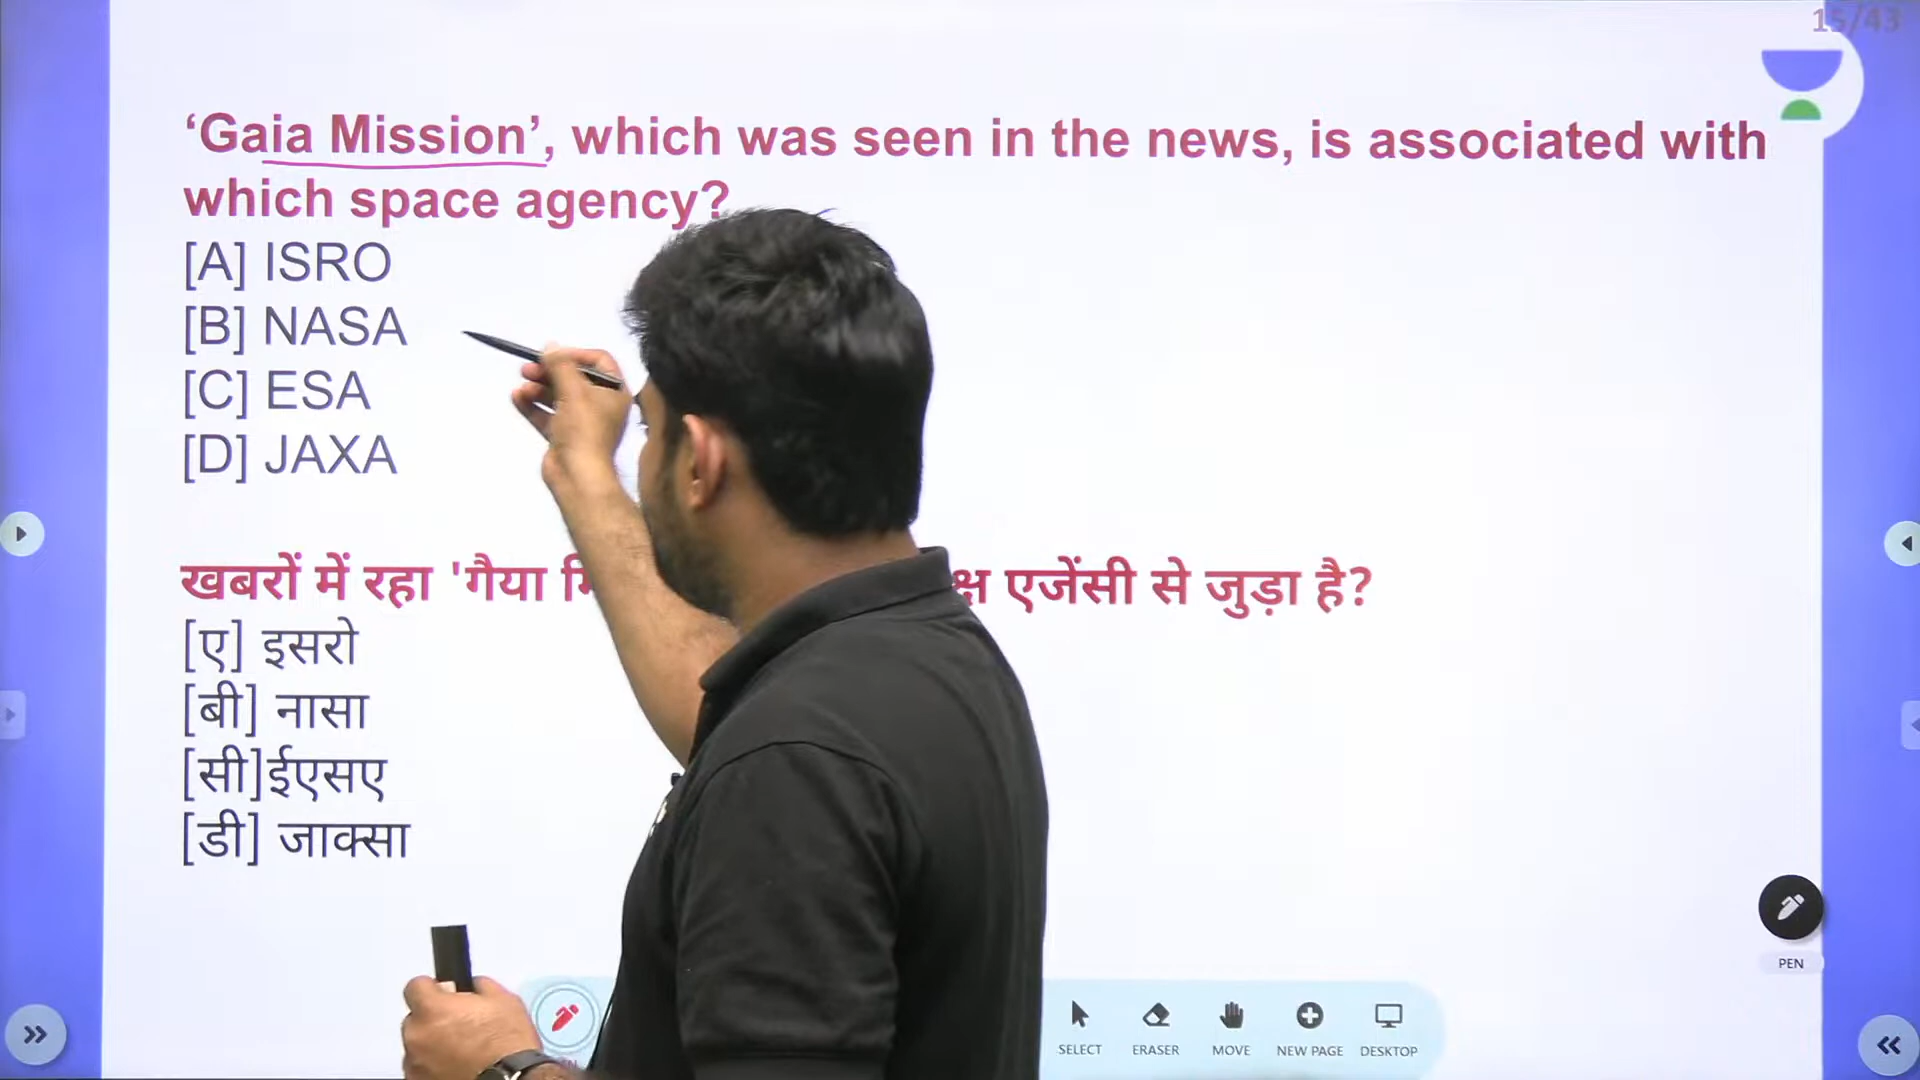 15/43
‘Gaia Mission’, which was seen in the news, is associated with
which space agency?
[A] ISRO
[B] NASA
[C] ESA
[D] JAXA
खबरों में रहा 'गैया एजेंसी से जुड़ा है?
[ए] इसरो
[बी] नासा
[सी]ईएसए
[डी] जाक्सा
PEN
SELECT ERASER MOVE NEW PAGE DESKTOP